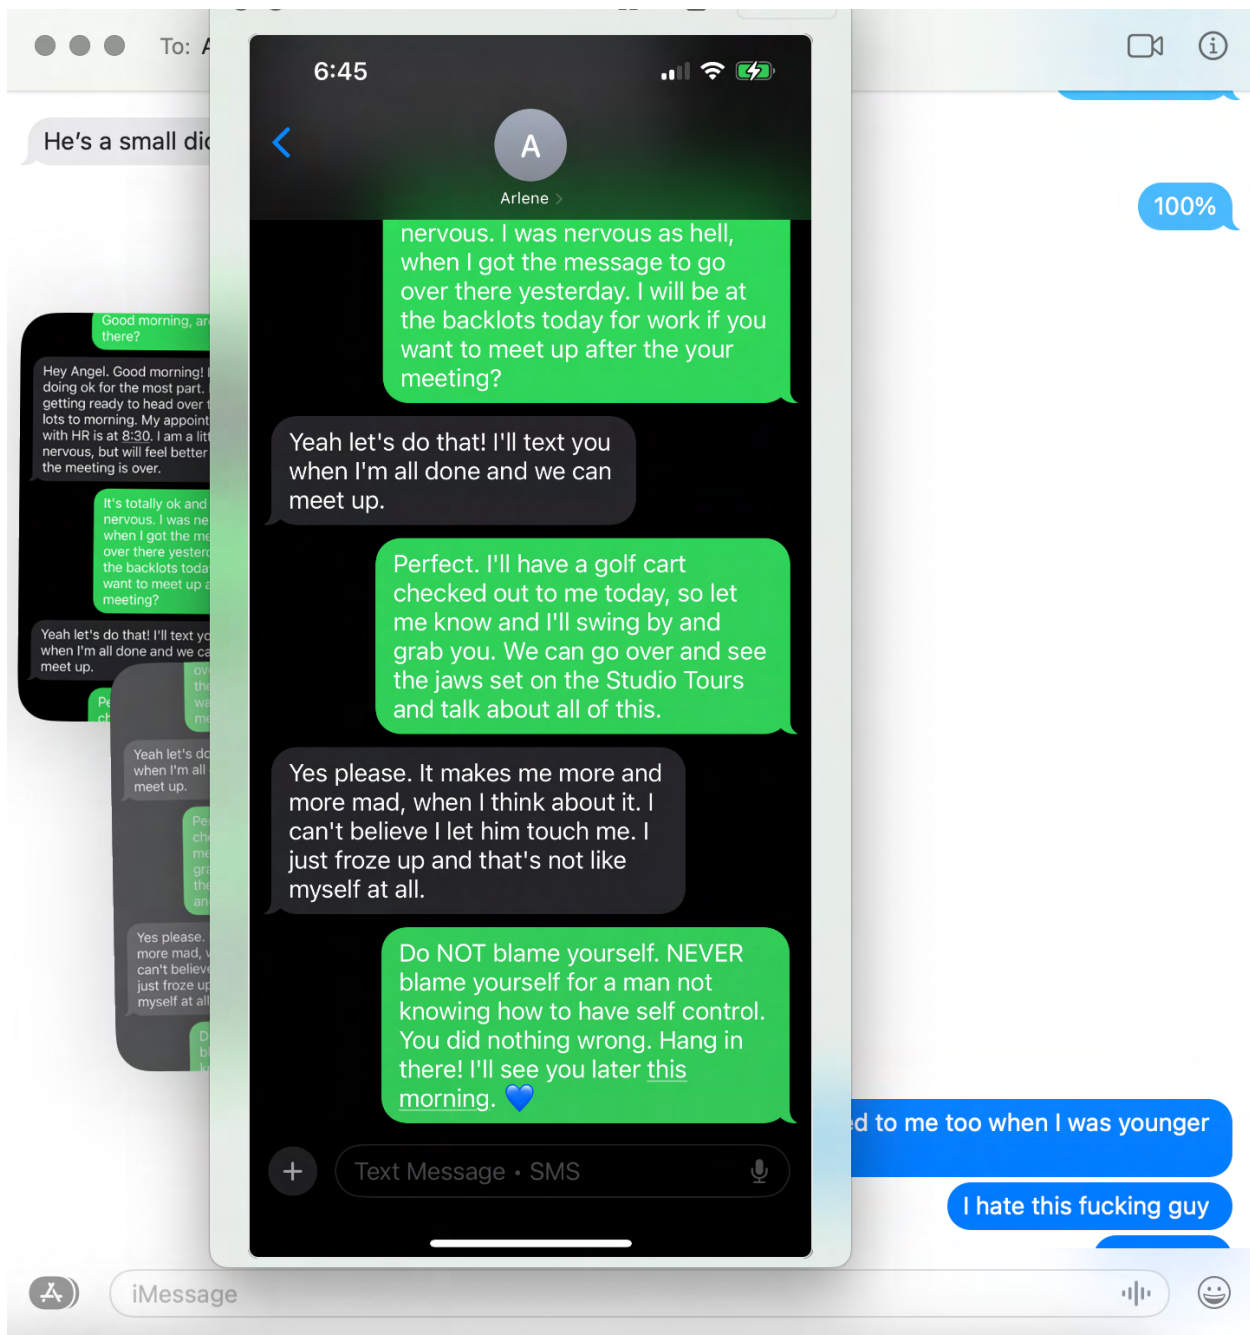 To:
He's a small
100%
Good morning,
there?
Hey Angel. Good morning!
doing ok for the most part.
getting ready to head over
lots to morning. My
with HR is at 8:30. I am a
nervous, but will feel better
the meeting is over.
It's totally ok and
nervous. I was
when I got the
over there
the backlots
want to meet up
meeting?
Yeah let's do that! I'll text
when I'm all done and we
meet up.
Yeah let's
when I'm all
meet up.
Yes please.
more mad,
can't
just froze
myself at all
6:45
A
Arlene
nervous. I was nervous as hell,
when I got the message to go
over there yesterday. I will be at
the backlots today for work if you
want to meet up after the your
meeting?
Yeah let's do that! I'll text you
when I'm all done and we can
meet up.
Perfect. I'll have a golf cart
checked out to me today, so let
me know and I'll swing by and
grab you. We can go over and see
the jaws set on the Studio Tours
and talk about all of this.
Yes please. It makes me more and
more mad, when I think about it. I
can't believe I let him touch me. I
just froze up and that's not like
myself at all.
Do NOT blame yourself. NEVER
blame yourself for a man not
knowing how to have self control.
You did nothing wrong. Hang in
there! I'll see you later this
morning. 💙
Text Message • SMS
to me too when I was younger
I hate this fucking guy
iMessage